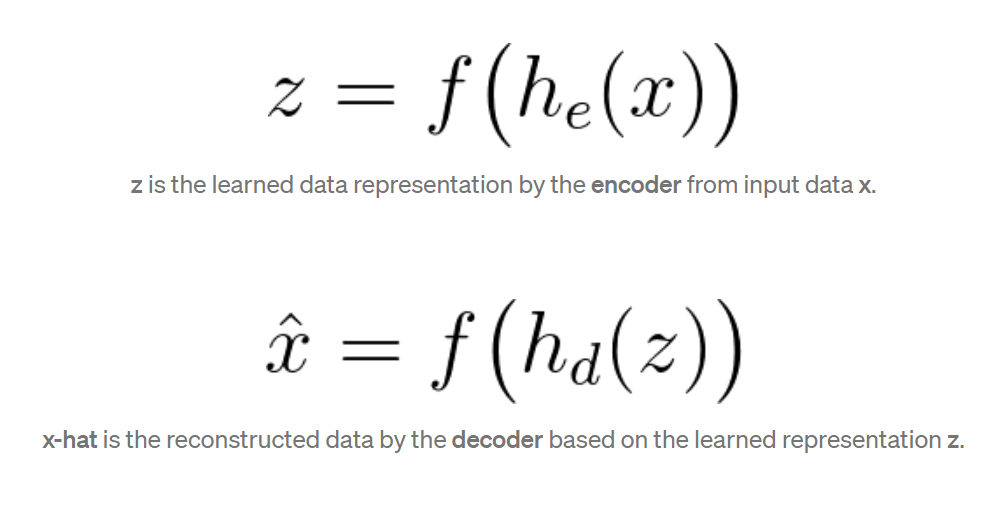 z = f(hₑ(x))
z is the learned data representation by the encoder from input data x.
x̂ = f(h_d(z))
x-hat is the reconstructed data by the decoder based on the learned representation z.